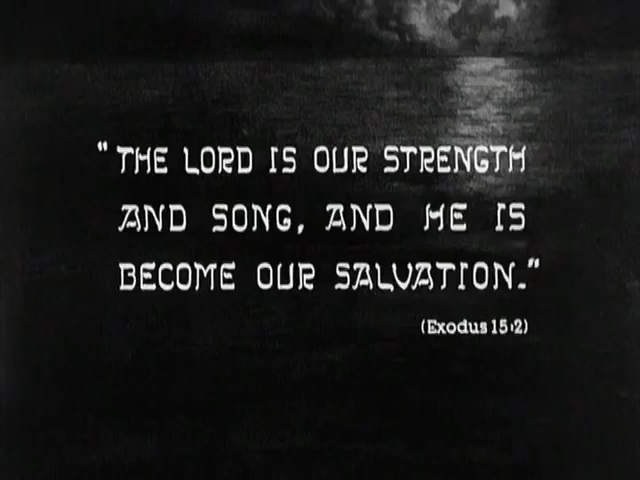 "THE LORD IS OUR STRENGTH
AND SONG, AND HE IS
BECOME OUR SALVATION."
(Exodus 15:2)